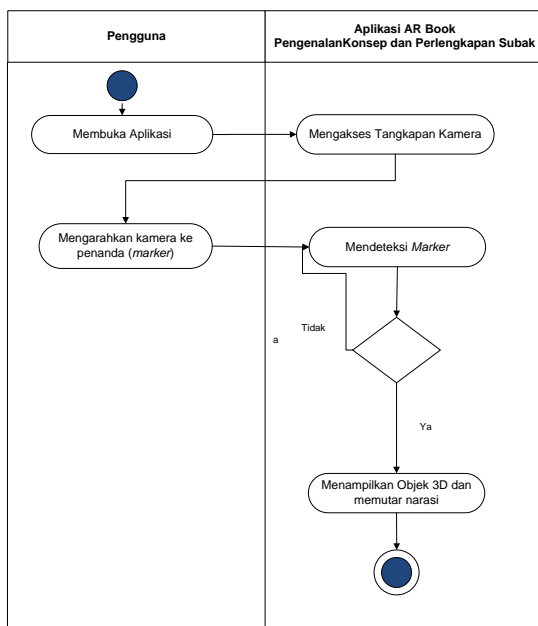 Pengguna
Aplikasi AR Book
PengenalanKonsep dan Perlengkapan Subak
Membuka Aplikasi
Mengakses Tangkapan Kamera
Mengarahkan kamera ke
penanda (marker)
Mendeteksi Marker
Tidak
a
Ya
Menampilkan Objek 3D dan
memutar narasi